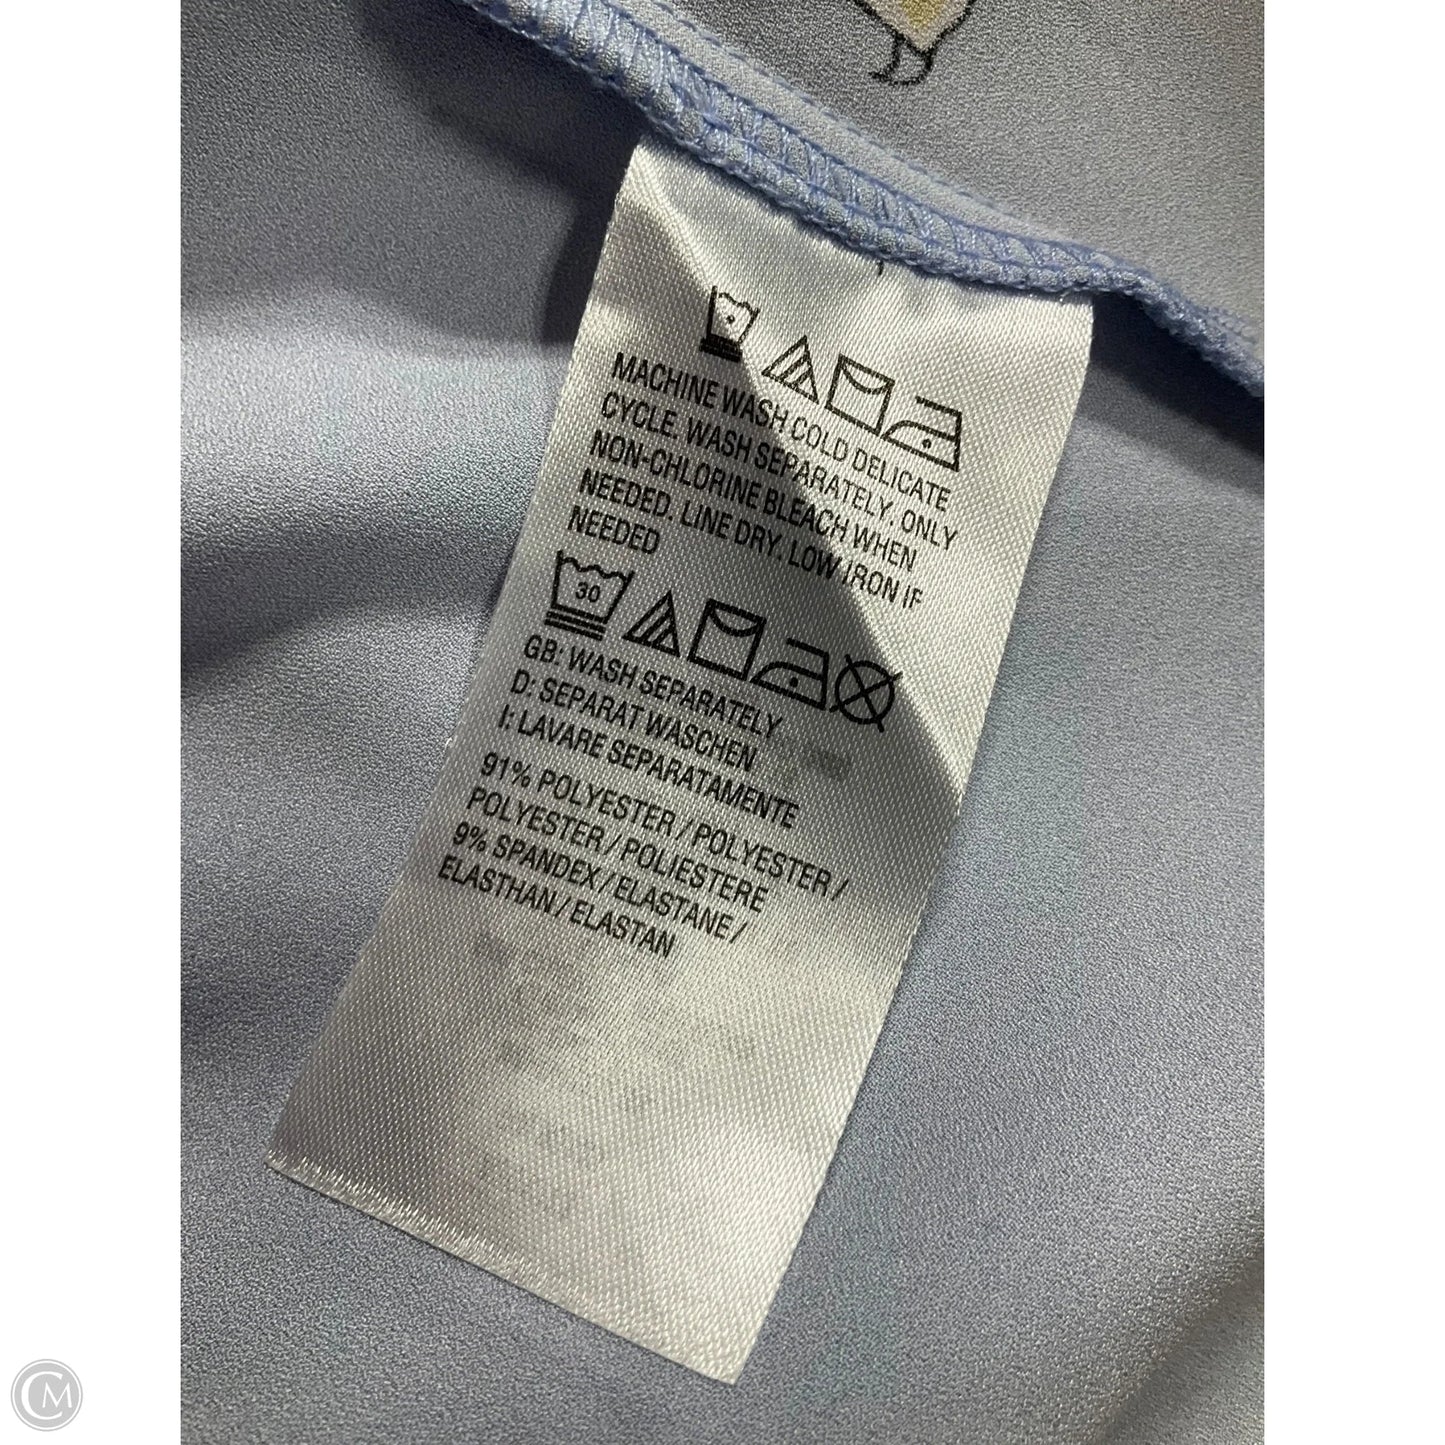 MACHINE WASH COLD DELICATE
CYCLE. WASH SEPARATELY. ONLY
NON-CHLORINE BLEACH WHEN
NEEDED. LINE DRY. LOW IRON IF
NEEDED
30
GB: WASH SEPARATELY
D: SEPARAT WASCHEN
I: LAVARE SEPARATAMENTE
91% POLYESTER / POLYESTER /
POLYESTER / POLIESTERE
9% SPANDEX / ELASTANE /
ELASTHAN / ELASTAN
CM